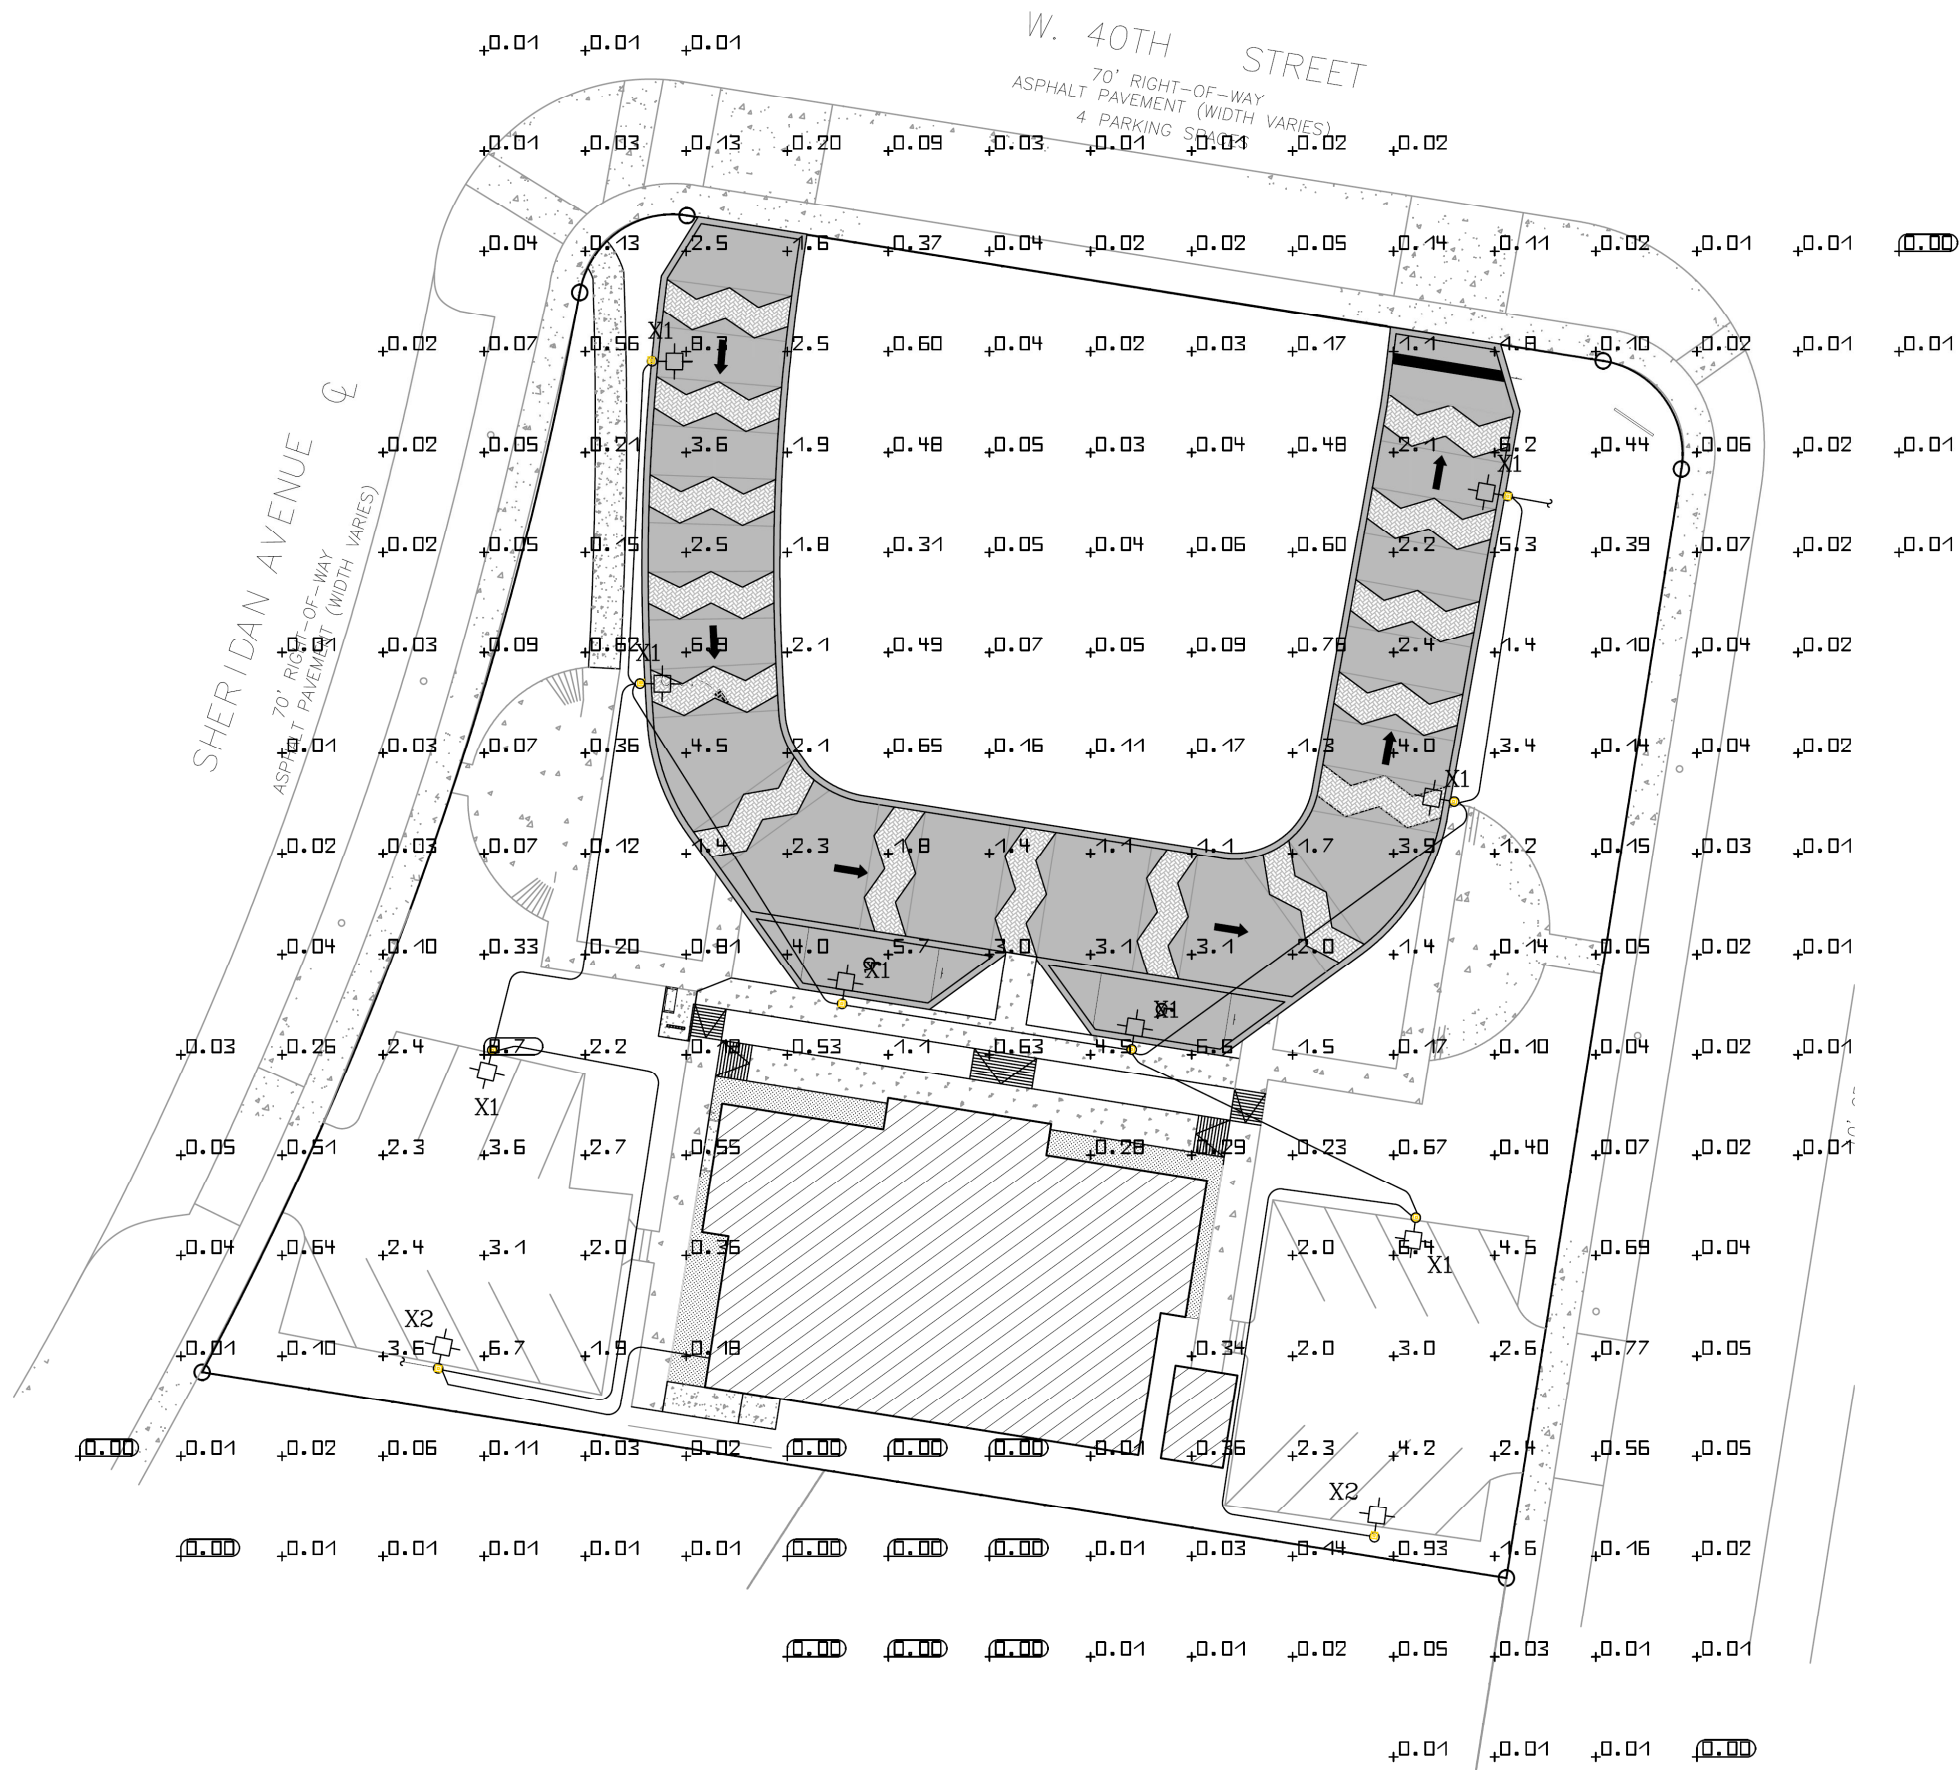 W. 40TH STREET
70' RIGHT-OF-WAY
ASPHALT PAVEMENT (WIDTH VARIES)
4 PARKING SPACES
SHERIDAN AVENUE
70' RIGHT-OF-WAY
ASPHALT PAVEMENT (WIDTH VARIES)
+0.01 +0.01 +0.01
+0.01 +0.03 +0.13 +0.20 +0.09 +0.03 +0.01 +0.01 +0.02 +0.02
+0.04 +0.13 +2.5 +1.6 +0.37 +0.04 +0.02 +0.02 +0.05 +0.14 +0.11 +0.02 +0.01 +0.01 +0.00
X1
+0.02 +0.07 +0.56 +2.5 +0.60 +0.04 +0.02 +0.03 +0.17 +1.1 +1.8 +0.10 +0.02 +0.01 +0.01
+0.02 +0.05 +0.21 +3.6 +1.9 +0.48 +0.05 +0.03 +0.04 +0.48 +2.1 +6.2 +0.44 +0.06 +0.02 +0.01
X1
+0.02 +0.05 +0.15 +2.5 +1.8 +0.31 +0.05 +0.04 +0.06 +0.60 +2.2 +5.3 +0.39 +0.07 +0.02 +0.01
+0.01 +0.03 +0.09 +0.62 +2.1 +0.49 +0.07 +0.05 +0.09 +0.76 +2.4 +1.4 +0.10 +0.04 +0.02
X1
+0.01 +0.03 +0.07 +0.36 +4.5 +2.1 +0.65 +0.16 +0.11 +0.17 +1.3 +4.0 +3.4 +0.14 +0.04 +0.02
X1
+0.02 +0.03 +0.07 +0.12 +1.4 +2.3 +1.8 +1.4 +1.1 +1.1 +1.7 +3.9 +1.2 +0.15 +0.03 +0.01
+0.04 +0.10 +0.33 +0.20 +0.81 +4.0 +5.7 +3.0 +3.1 +3.1 +2.0 +1.4 +0.14 +0.05 +0.02 +0.01
X1
X1
+0.03 +0.26 +2.4 +2.2 +0.53 +1.1 +0.63 +4.5 +6.6 +1.5 +0.17 +0.10 +0.04 +0.02 +0.01
X1
+0.05 +0.51 +2.3 +3.6 +2.7 +0.55 +0.28 +0.23 +0.67 +0.40 +0.07 +0.02 +0.01
+0.04 +0.64 +2.4 +3.1 +2.0 +0.36 +2.0 +6.4 +4.5 +0.69 +0.04
X1
X2
+0.01 +0.10 +3.6 +6.7 +1.9 +0.18 +0.34 +2.0 +3.0 +2.6 +0.77 +0.05
+0.00 +0.01 +0.02 +0.06 +0.11 +0.03 +0.02 +0.00 +0.00 +0.00 +0.01 +0.36 +2.3 +4.2 +2.4 +0.56 +0.05
X2
+0.00 +0.01 +0.01 +0.01 +0.01 +0.01 +0.00 +0.00 +0.00 +0.01 +0.03 +0.14 +0.93 +1.6 +0.16 +0.02
+0.00 +0.00 +0.00 +0.01 +0.01 +0.02 +0.05 +0.03 +0.01 +0.01
+0.01 +0.01 +0.01 +0.00